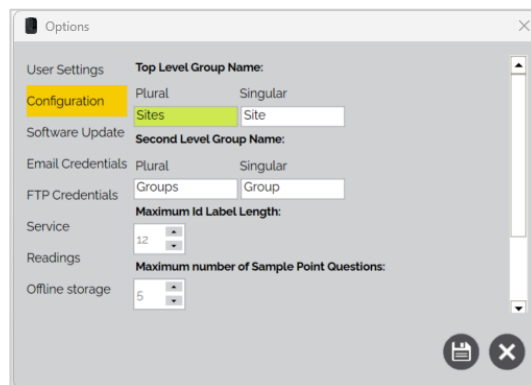 Options
User Settings
Configuration
Software Update
Email Credentials
FTP Credentials
Service
Readings
Offline storage
Top Level Group Name:
Plural Singular
Sites Site
Second Level Group Name:
Plural Singular
Groups Group
Maximum Id Label Length:
12
Maximum number of Sample Point Questions:
5